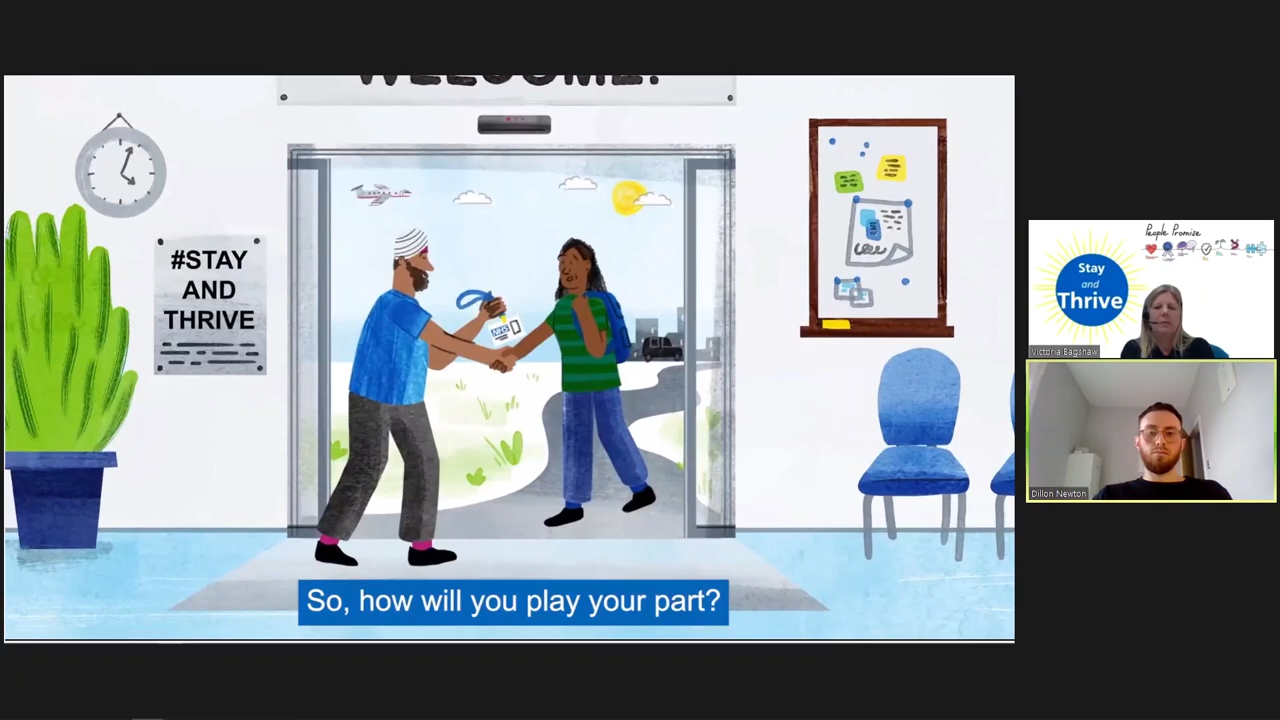 WELCOME!
#STAY
AND
THRIVE
NHS
So, how will you play your part?
People Promise
Stay
and
Thrive
Victoria Bagshaw
Dillon Newton